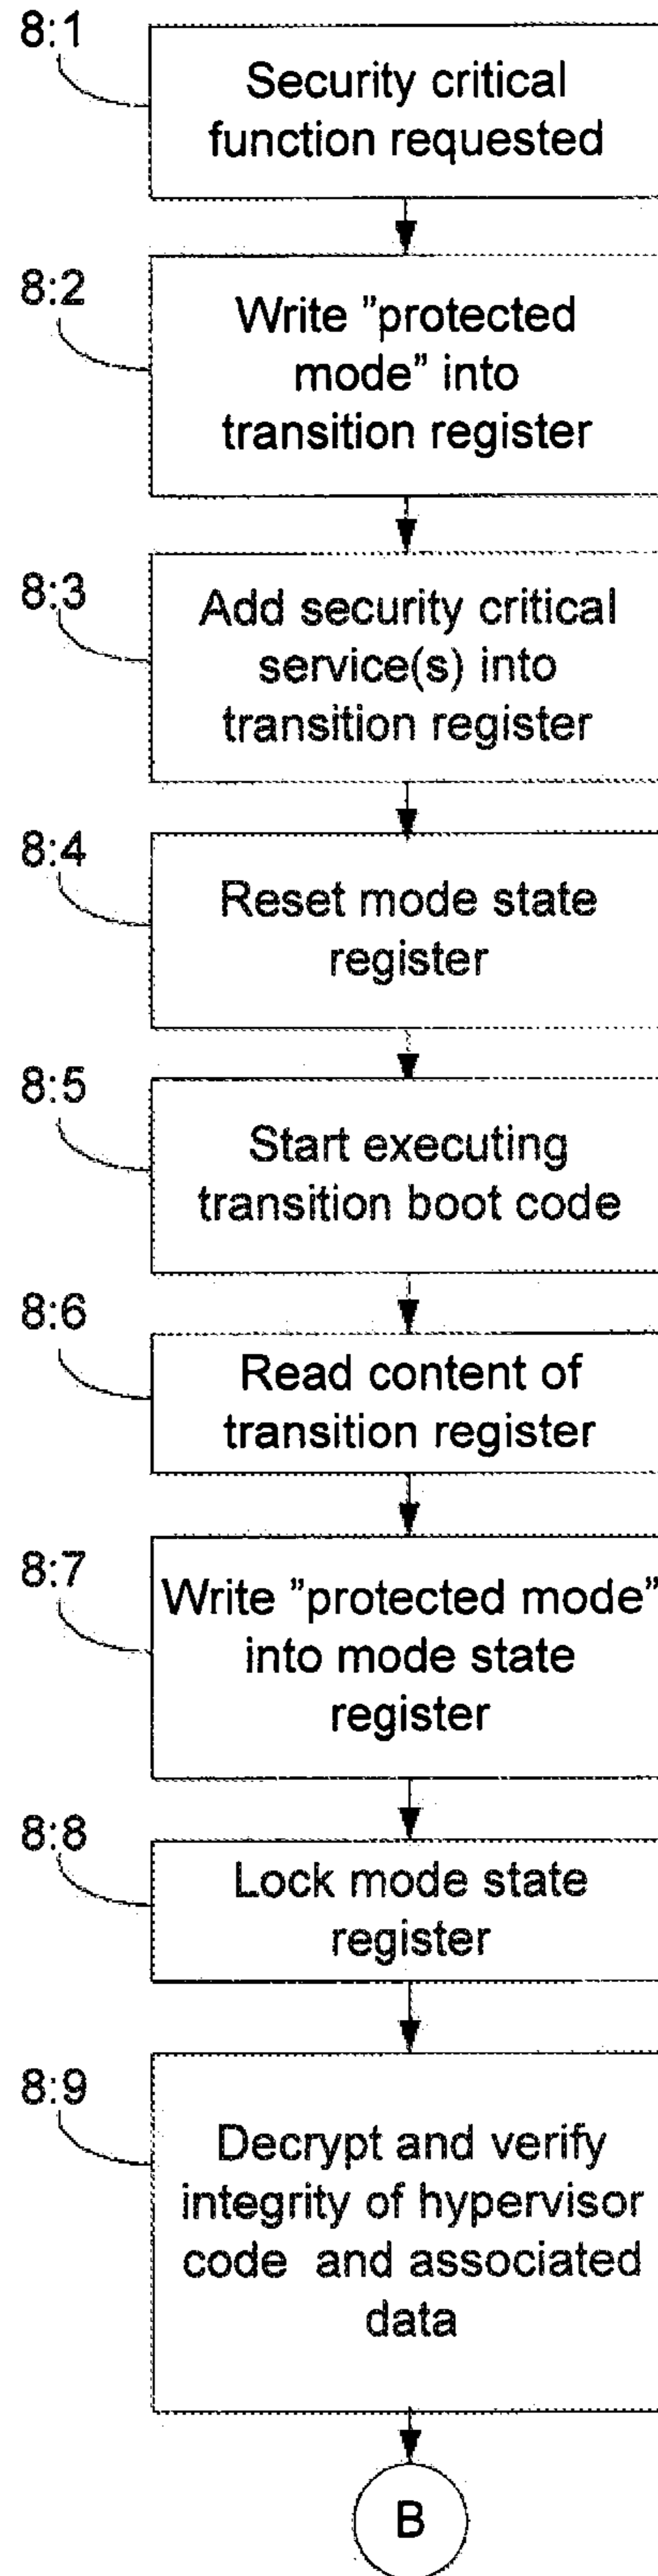 8:1
Security critical
function requested
8:2
Write ”protected
mode” into
transition register
8:3
Add security critical
service(s) into
transition register
8:4
Reset mode state
register
8:5
Start executing
transition boot code
8:6
Read content of
transition register
8:7
Write ”protected mode”
into mode state
register
8:8
Lock mode state
register
8:9
Decrypt and verify
integrity of hypervisor
code and associated
data
B